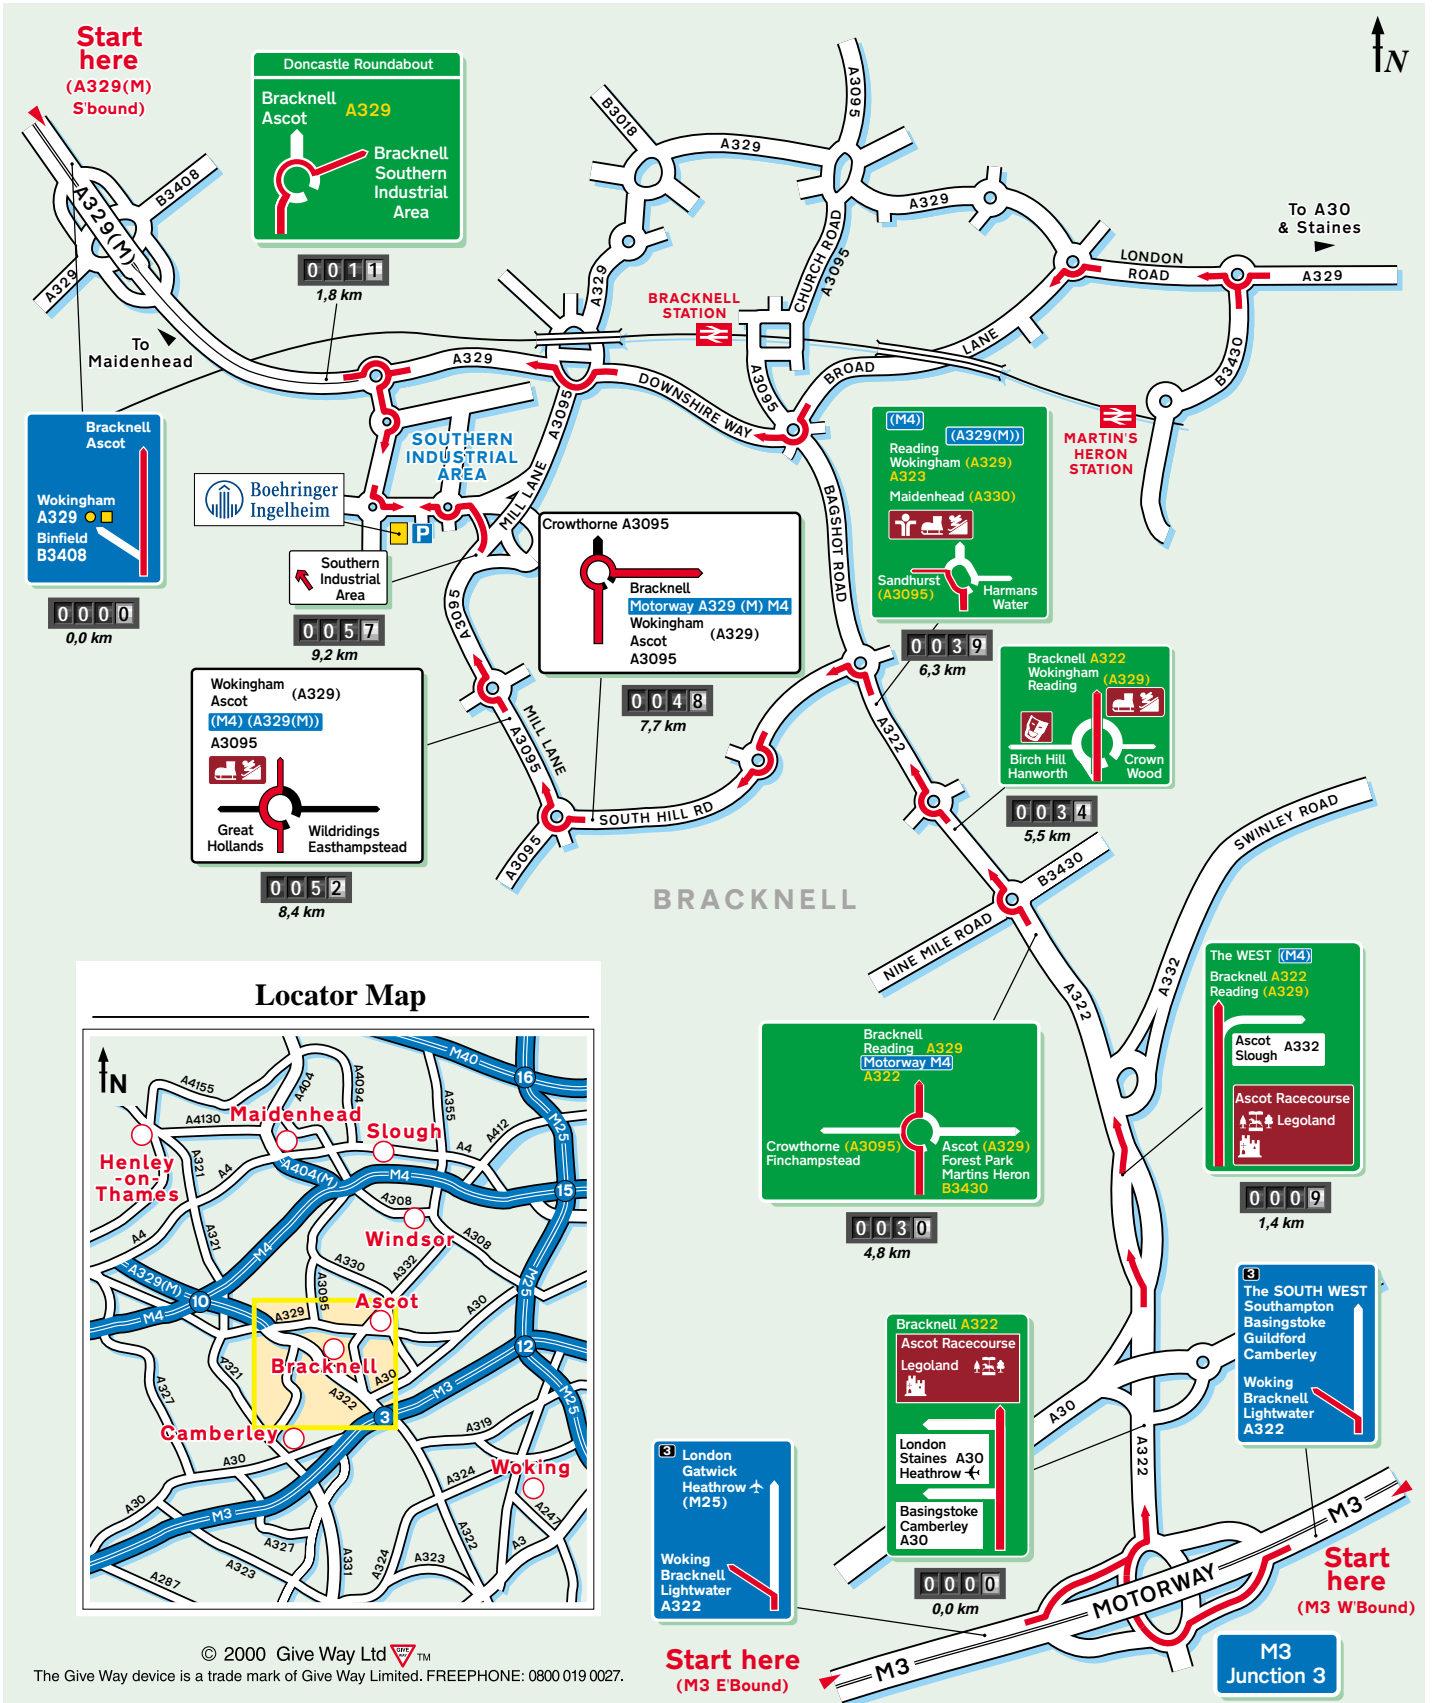 Start
here
(A329(M)
S'bound)
Doncastle Roundabout
Bracknell
Ascot
A329
Bracknell
Southern
Industrial
Area
0011
1,8 km
N
B3018
A329
A3095
A329
CHURCH ROAD
A3095
To A30
& Staines
LONDON
ROAD
A329
B3408
A329(M)
A329
To
Maidenhead
A329
BRACKNELL
STATION
A329
DOWNSHIRE WAY
A3095
BROAD
LANE
B3430
MARTIN'S
HERON
STATION
Bracknell
Ascot
Wokingham
A329
Binfield
B3408
0000
0,0 km
SOUTHERN
INDUSTRIAL
AREA
A3095
MILL LANE
Boehringer
Ingelheim
P
Southern
Industrial
Area
0057
9,2 km
Crowthorne A3095
Bracknell
Motorway A329 (M) M4
Wokingham
Ascot
(A329)
A3095
0048
7,7 km
BAGSHOT ROAD
(M4)
(A329(M))
Reading
Wokingham (A329)
A323
Maidenhead (A330)
Sandhurst
(A3095)
Harmans
Water
0039
6,3 km
Bracknell A322
Wokingham
Reading
(A329)
Birch Hill
Hanworth
Crown
Wood
0034
5,5 km
Wokingham
Ascot
(A329)
(M4) (A329(M))
A3095
Great
Hollands
Wildridings
Easthampstead
0052
8,4 km
A3095
MILL LANE
A3095
A3095
SOUTH HILL RD
A322
BRACKNELL
B3430
NINE MILE ROAD
SWINLEY ROAD
A332
A322
The WEST (M4)
Bracknell A322
Reading (A329)
Ascot
Slough
A332
Ascot Racecourse
Legoland
0009
1,4 km
Bracknell
Reading A329
Motorway M4
A322
Crowthorne (A3095)
Finchampstead
Ascot (A329)
Forest Park
Martins Heron
B3430
0030
4,8 km
3
The SOUTH WEST
Southampton
Basingstoke
Guildford
Camberley
Woking
Bracknell
Lightwater
A322
Bracknell A322
Ascot Racecourse
Legoland
London
Staines A30
Heathrow
Basingstoke
Camberley
A30
0000
0,0 km
A30
A322
3
London
Gatwick
Heathrow
(M25)
Woking
Bracknell
Lightwater
A322
M3
MOTORWAY
M3
Start
here
(M3 W'Bound)
Start here
(M3 E'Bound)
M3
Junction 3
Locator Map
N
M40
16
A4155
A404
A4094
A355
A4130
Maidenhead
Slough
A412
M25
A4
Henley
-on-
Thames
A321
A4
A404(M)
M4
15
A308
Windsor
A308
A4
A321
M4
A330
A332
A329(M)
A3095
M25
10
M4
A329
Ascot
A30
12
Bracknell
A321
A30
A322
M3
M25
A327
3
Camberley
A319
A30
A324
Woking
A30
M3
A247
A327
A322
A3
A323
A331
A324
A323
A287
© 2000 Give Way Ltd GIVE WAY TM
The Give Way device is a trade mark of Give Way Limited. FREEPHONE: 0800 019 0027.